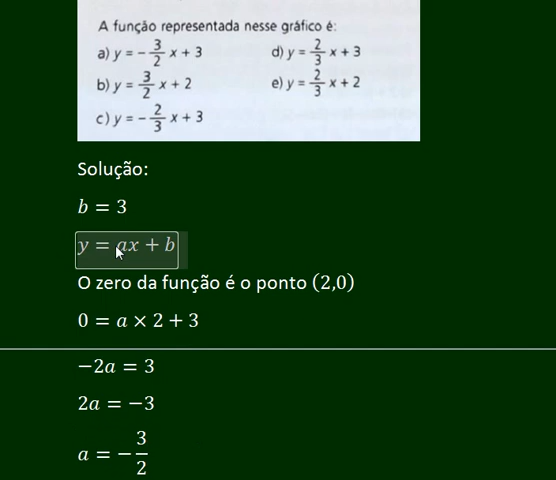 A função representada nesse gráfico é:
a) y = -3/2 x + 3
d) y = 2/3 x + 3
b) y = 3/2 x + 2
e) y = 2/3 x + 2
c) y = -2/3 x + 3
Solução:
b = 3
y = ax + b
O zero da função é o ponto (2,0)
0 = a × 2 + 3
−2a = 3
2a = −3
a = −3/2